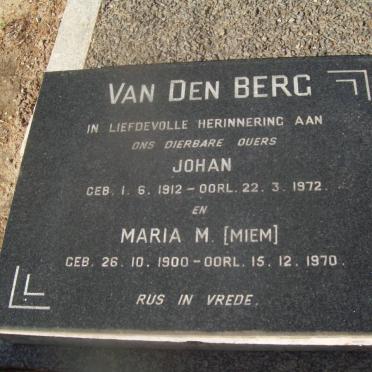 VAN DEN BERG
IN LIEFDEVOLLE HERINNERING AAN
ONS DIERBARE OUERS
JOHAN
GEB. 1. 6. 1912 - OORL. 22. 3. 1972.
EN
MARIA M. [MIEM]
GEB. 26. 10. 1900 - OORL. 15. 12. 1970.
RUS IN VREDE.